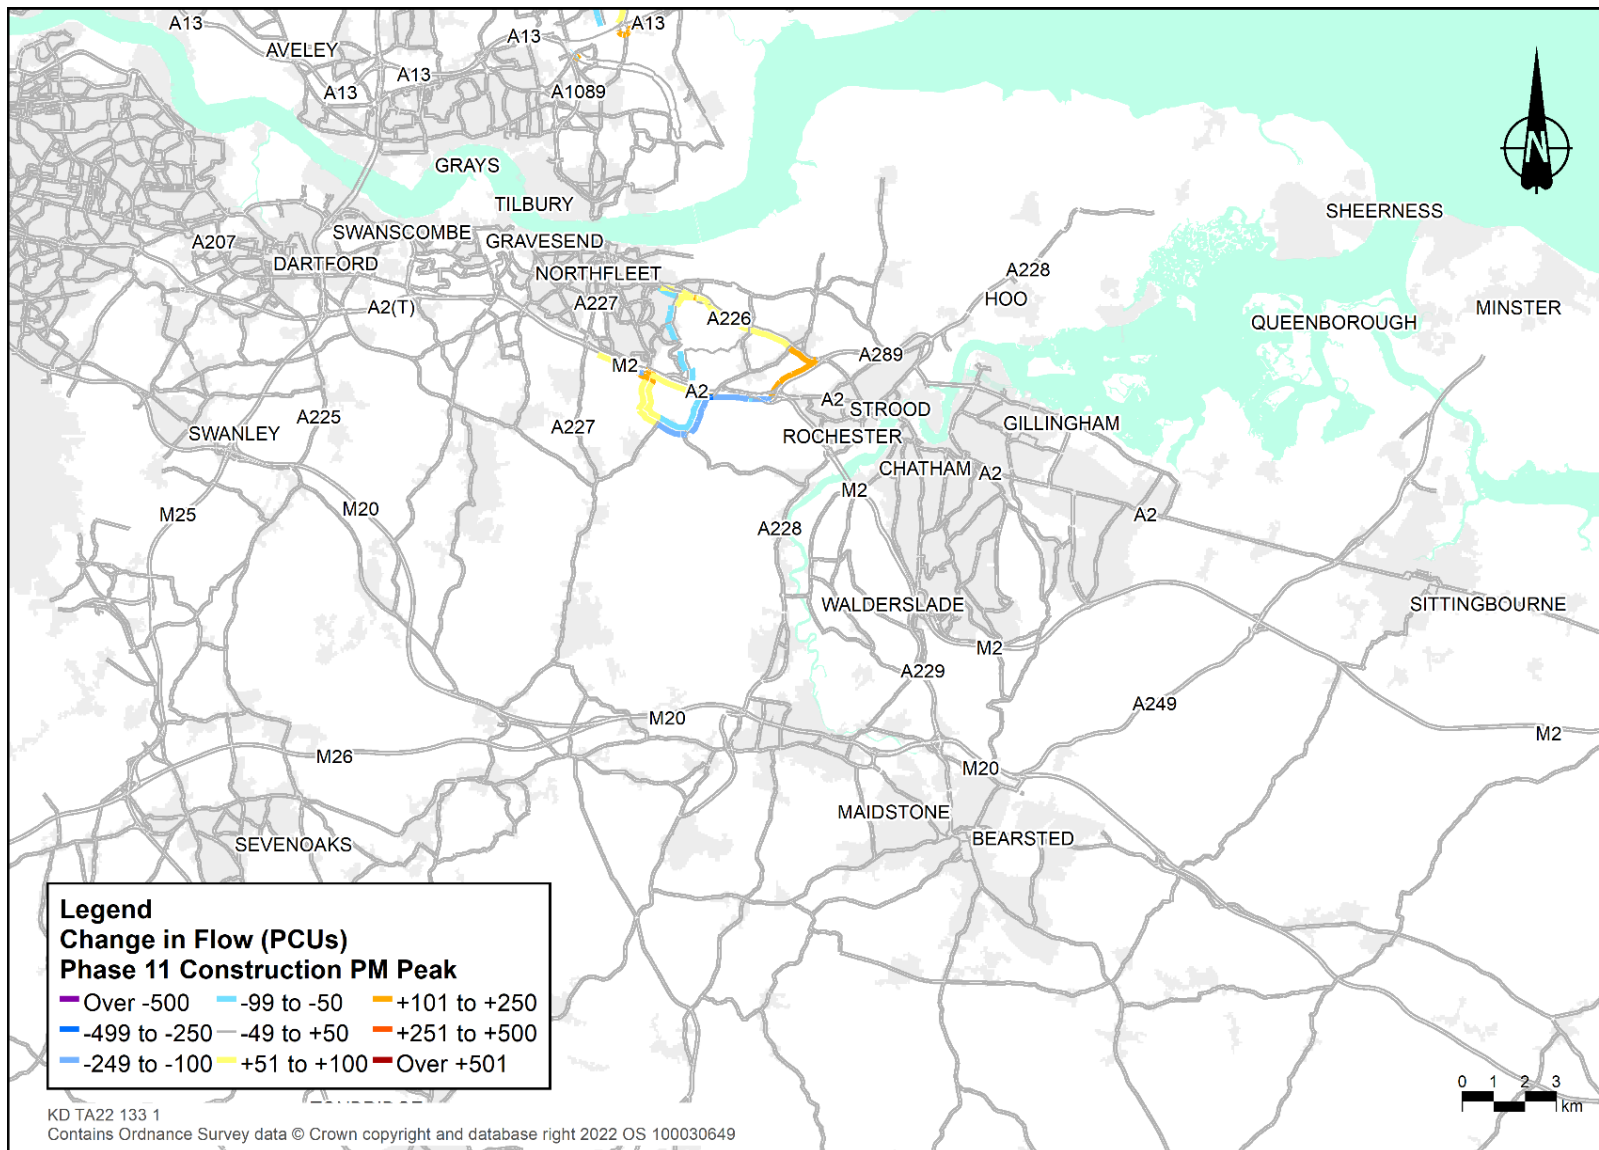 A13
A13
A13
AVELEY
A13
A13
A1089
N
GRAYS
TILBURY
SHEERNESS
SWANSCOMBE
A207
GRAVESEND
DARTFORD
NORTHFLEET
A228
HOO
A2(T)
A227
A226
MINSTER
QUEENBOROUGH
A289
M2
A2
A2
STROOD
A225
SWANLEY
A227
ROCHESTER
GILLINGHAM
CHATHAM
A2
M2
M20
M25
A2
A228
WALDERSLADE
SITTINGBOURNE
M2
A229
A249
M20
M2
M26
M20
MAIDSTONE
BEARSTED
SEVENOAKS
Legend
Change in Flow (PCUs)
Phase 11 Construction PM Peak
Over -500 -99 to -50 +101 to +250
-499 to -250 -49 to +50 +251 to +500
-249 to -100 +51 to +100 Over +501
0 1 2 3
km
KD TA22 133 1
Contains Ordnance Survey data © Crown copyright and database right 2022 OS 100030649